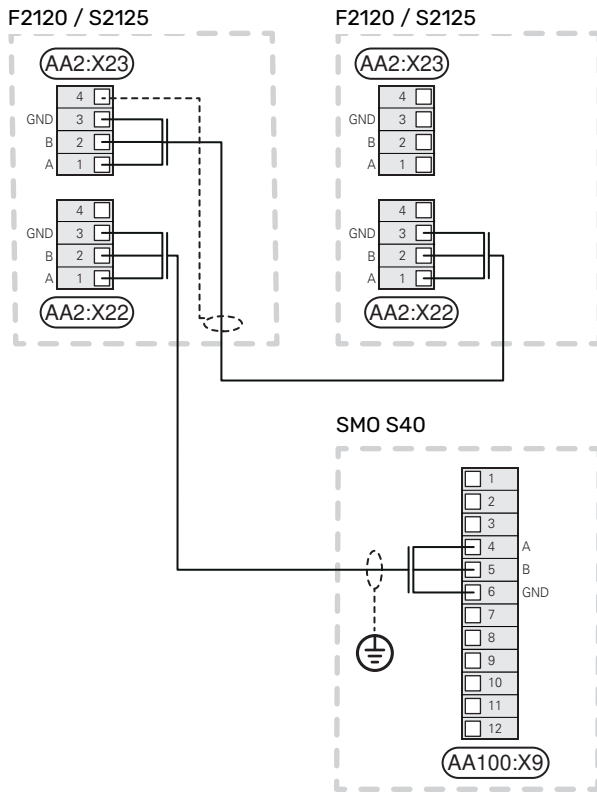 F2120 / S2125
F2120 / S2125
AA2:X23
4
GND 3
B 2
A 1
4
GND 3
B 2
A 1
AA2:X22
AA2:X23
4
GND 3
B 2
A 1
4
GND 3
B 2
A 1
AA2:X22
SMO S40
1
2
3
4 A
5 B
6 GND
7
8
9
10
11
12
AA100:X9